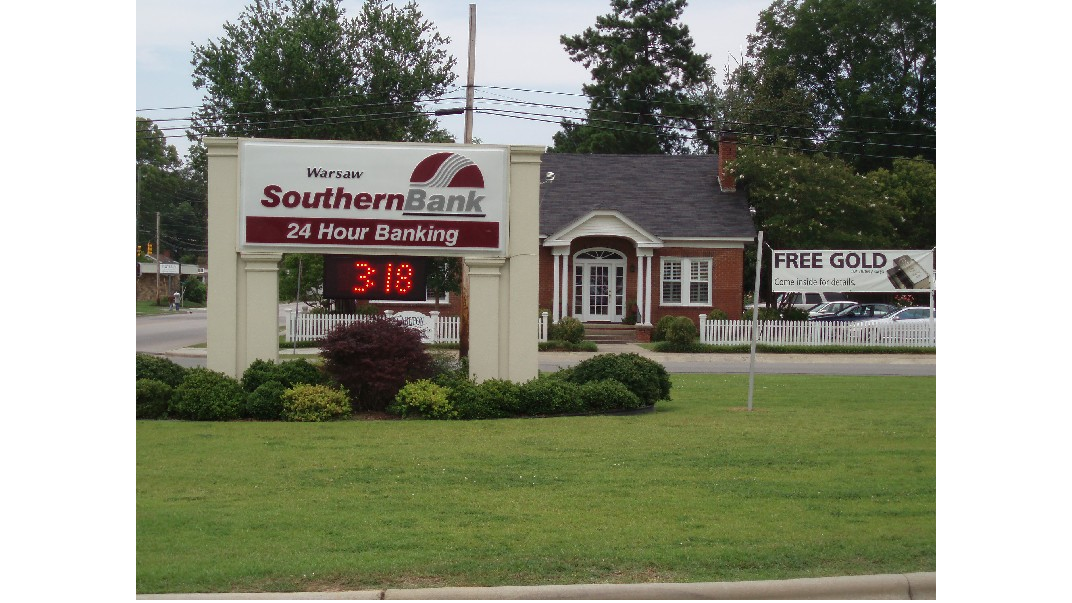 Warsaw
SouthernBank
24 Hour Banking
3:18
FREE GOLD
Come inside for details.